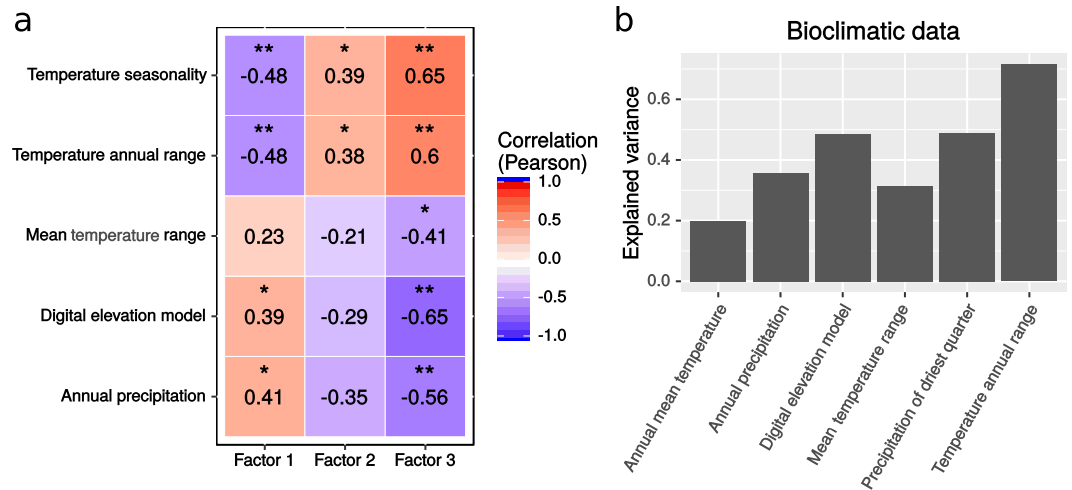 a
Temperature seasonality
Temperature annual range
Mean temperature range
Digital elevation model
Annual precipitation
** * **
-0.48 0.39 0.65
** * **
-0.48 0.38 0.6
*
0.23 -0.21 -0.41
* **
0.39 -0.29 -0.65
* **
0.41 -0.35 -0.56
Factor 1 Factor 2 Factor 3
Correlation
(Pearson)
1.0
0.5
0.0
-0.5
-1.0
b
Bioclimatic data
Explained variance
0.6
0.4
0.2
0.0
Annual mean temperature
Annual precipitation
Digital elevation model
Mean temperature range
Precipitation of driest quarter
Temperature annual range